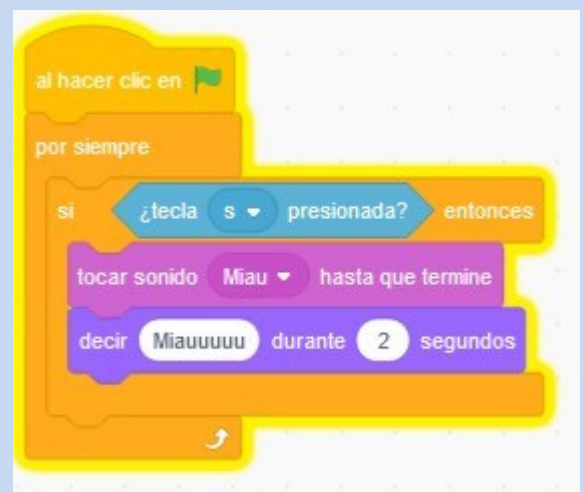 al hacer clic en
por siempre
si ¿tecla s presionada? entonces
tocar sonido Miau hasta que termine
decir Miauuuuu durante 2 segundos